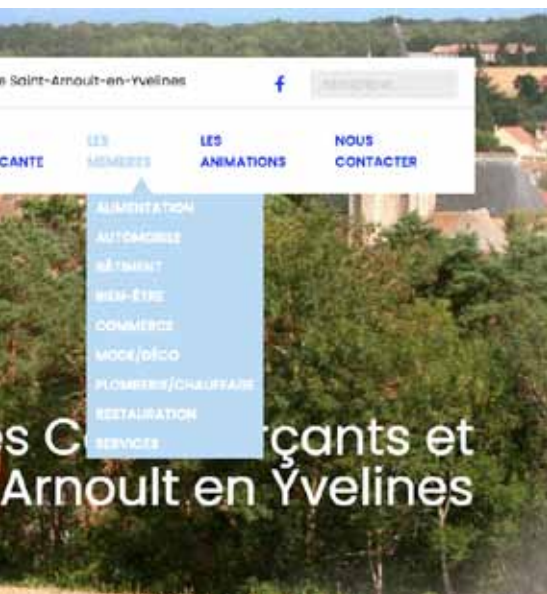 e Saint-Arnoult-en-Yvelines
f
CANTE
LES
MEMBRES
LES
ANIMATIONS
NOUS
CONTACTER
ALIMENTATION
AUTOMOBILE
BÂTIMENT
BIEN-ÊTRE
COMMERCE
MODE/DÉCO
PLOMBERIE/CHAUFFAGE
RESTAURATION
SERVICES
es C rçants et
Arnoult en Yvelines